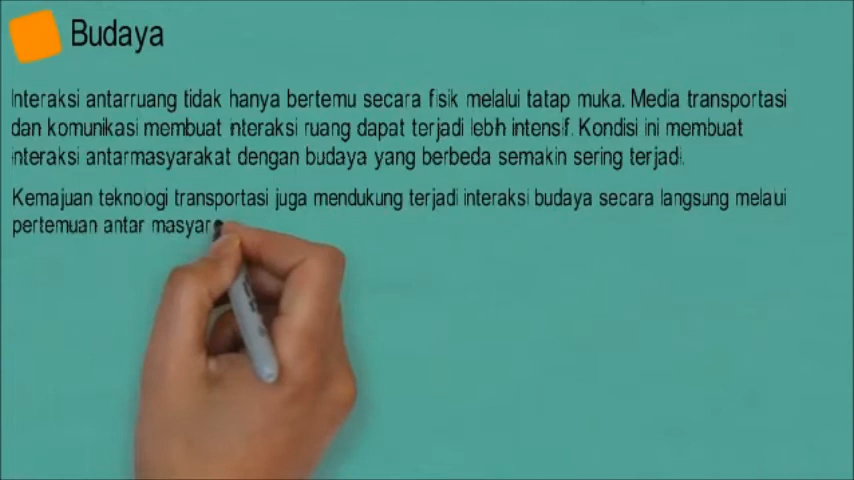 Budaya
Interaksi antarruang tidak hanya bertemu secara fisik melalui tatap muka. Media transportasi
dan komunikasi membuat interaksi ruang dapat terjadi lebih intensif. Kondisi ini membuat
interaksi antarmasyarakat dengan budaya yang berbeda semakin sering terjadi.
Kemajuan teknologi transportasi juga mendukung terjadi interaksi budaya secara langsung melalui
pertemuan antar masyar